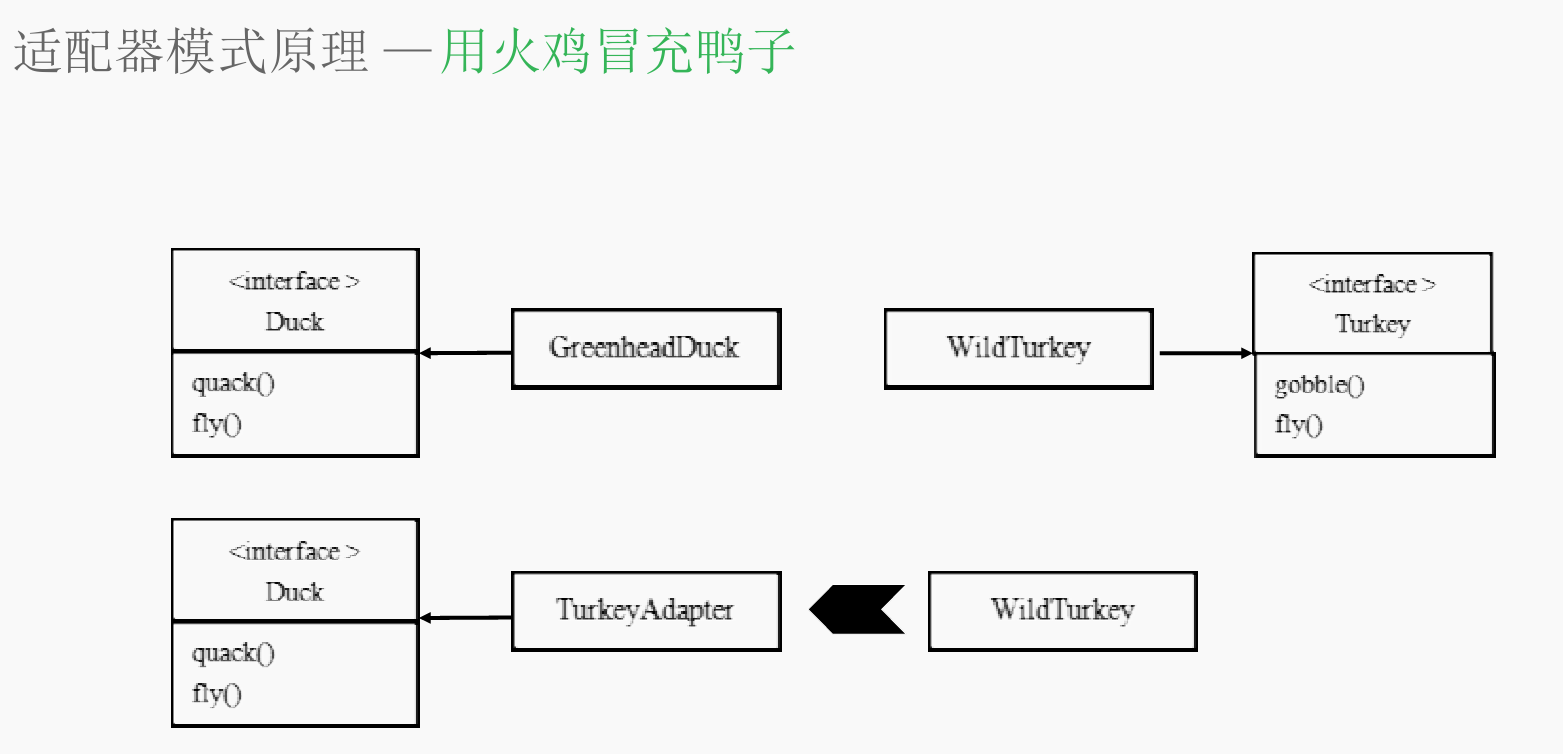 适配器模式原理 — 用火鸡冒充鸭子
<interface >
Duck
quack()
fly()
GreenheadDuck
WildTurkey
<interface >
Turkey
gobble()
fly()
<interface >
Duck
quack()
fly()
TurkeyAdapter
WildTurkey